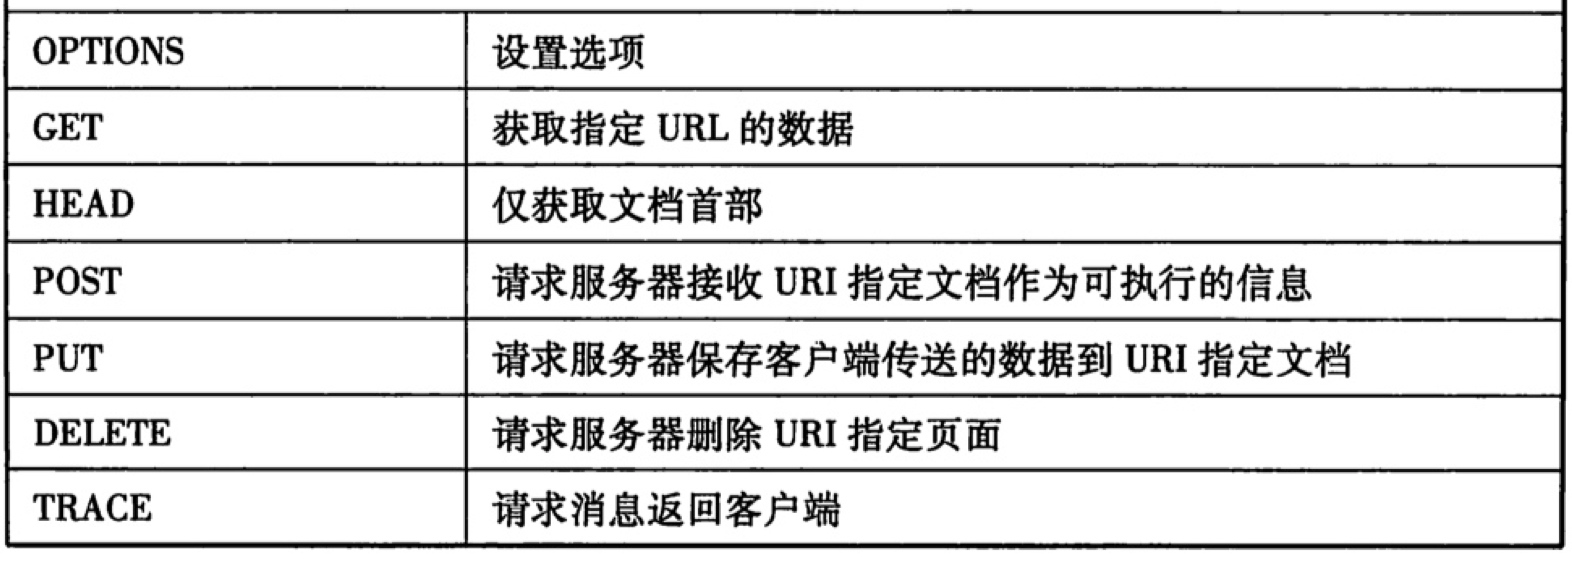 OPTIONS 设置选项
GET 获取指定 URL 的数据
HEAD 仅获取文档首部
POST 请求服务器接收 URI 指定文档作为可执行的信息
PUT 请求服务器保存客户端传送的数据到 URI 指定文档
DELETE 请求服务器删除 URI 指定页面
TRACE 请求消息返回客户端